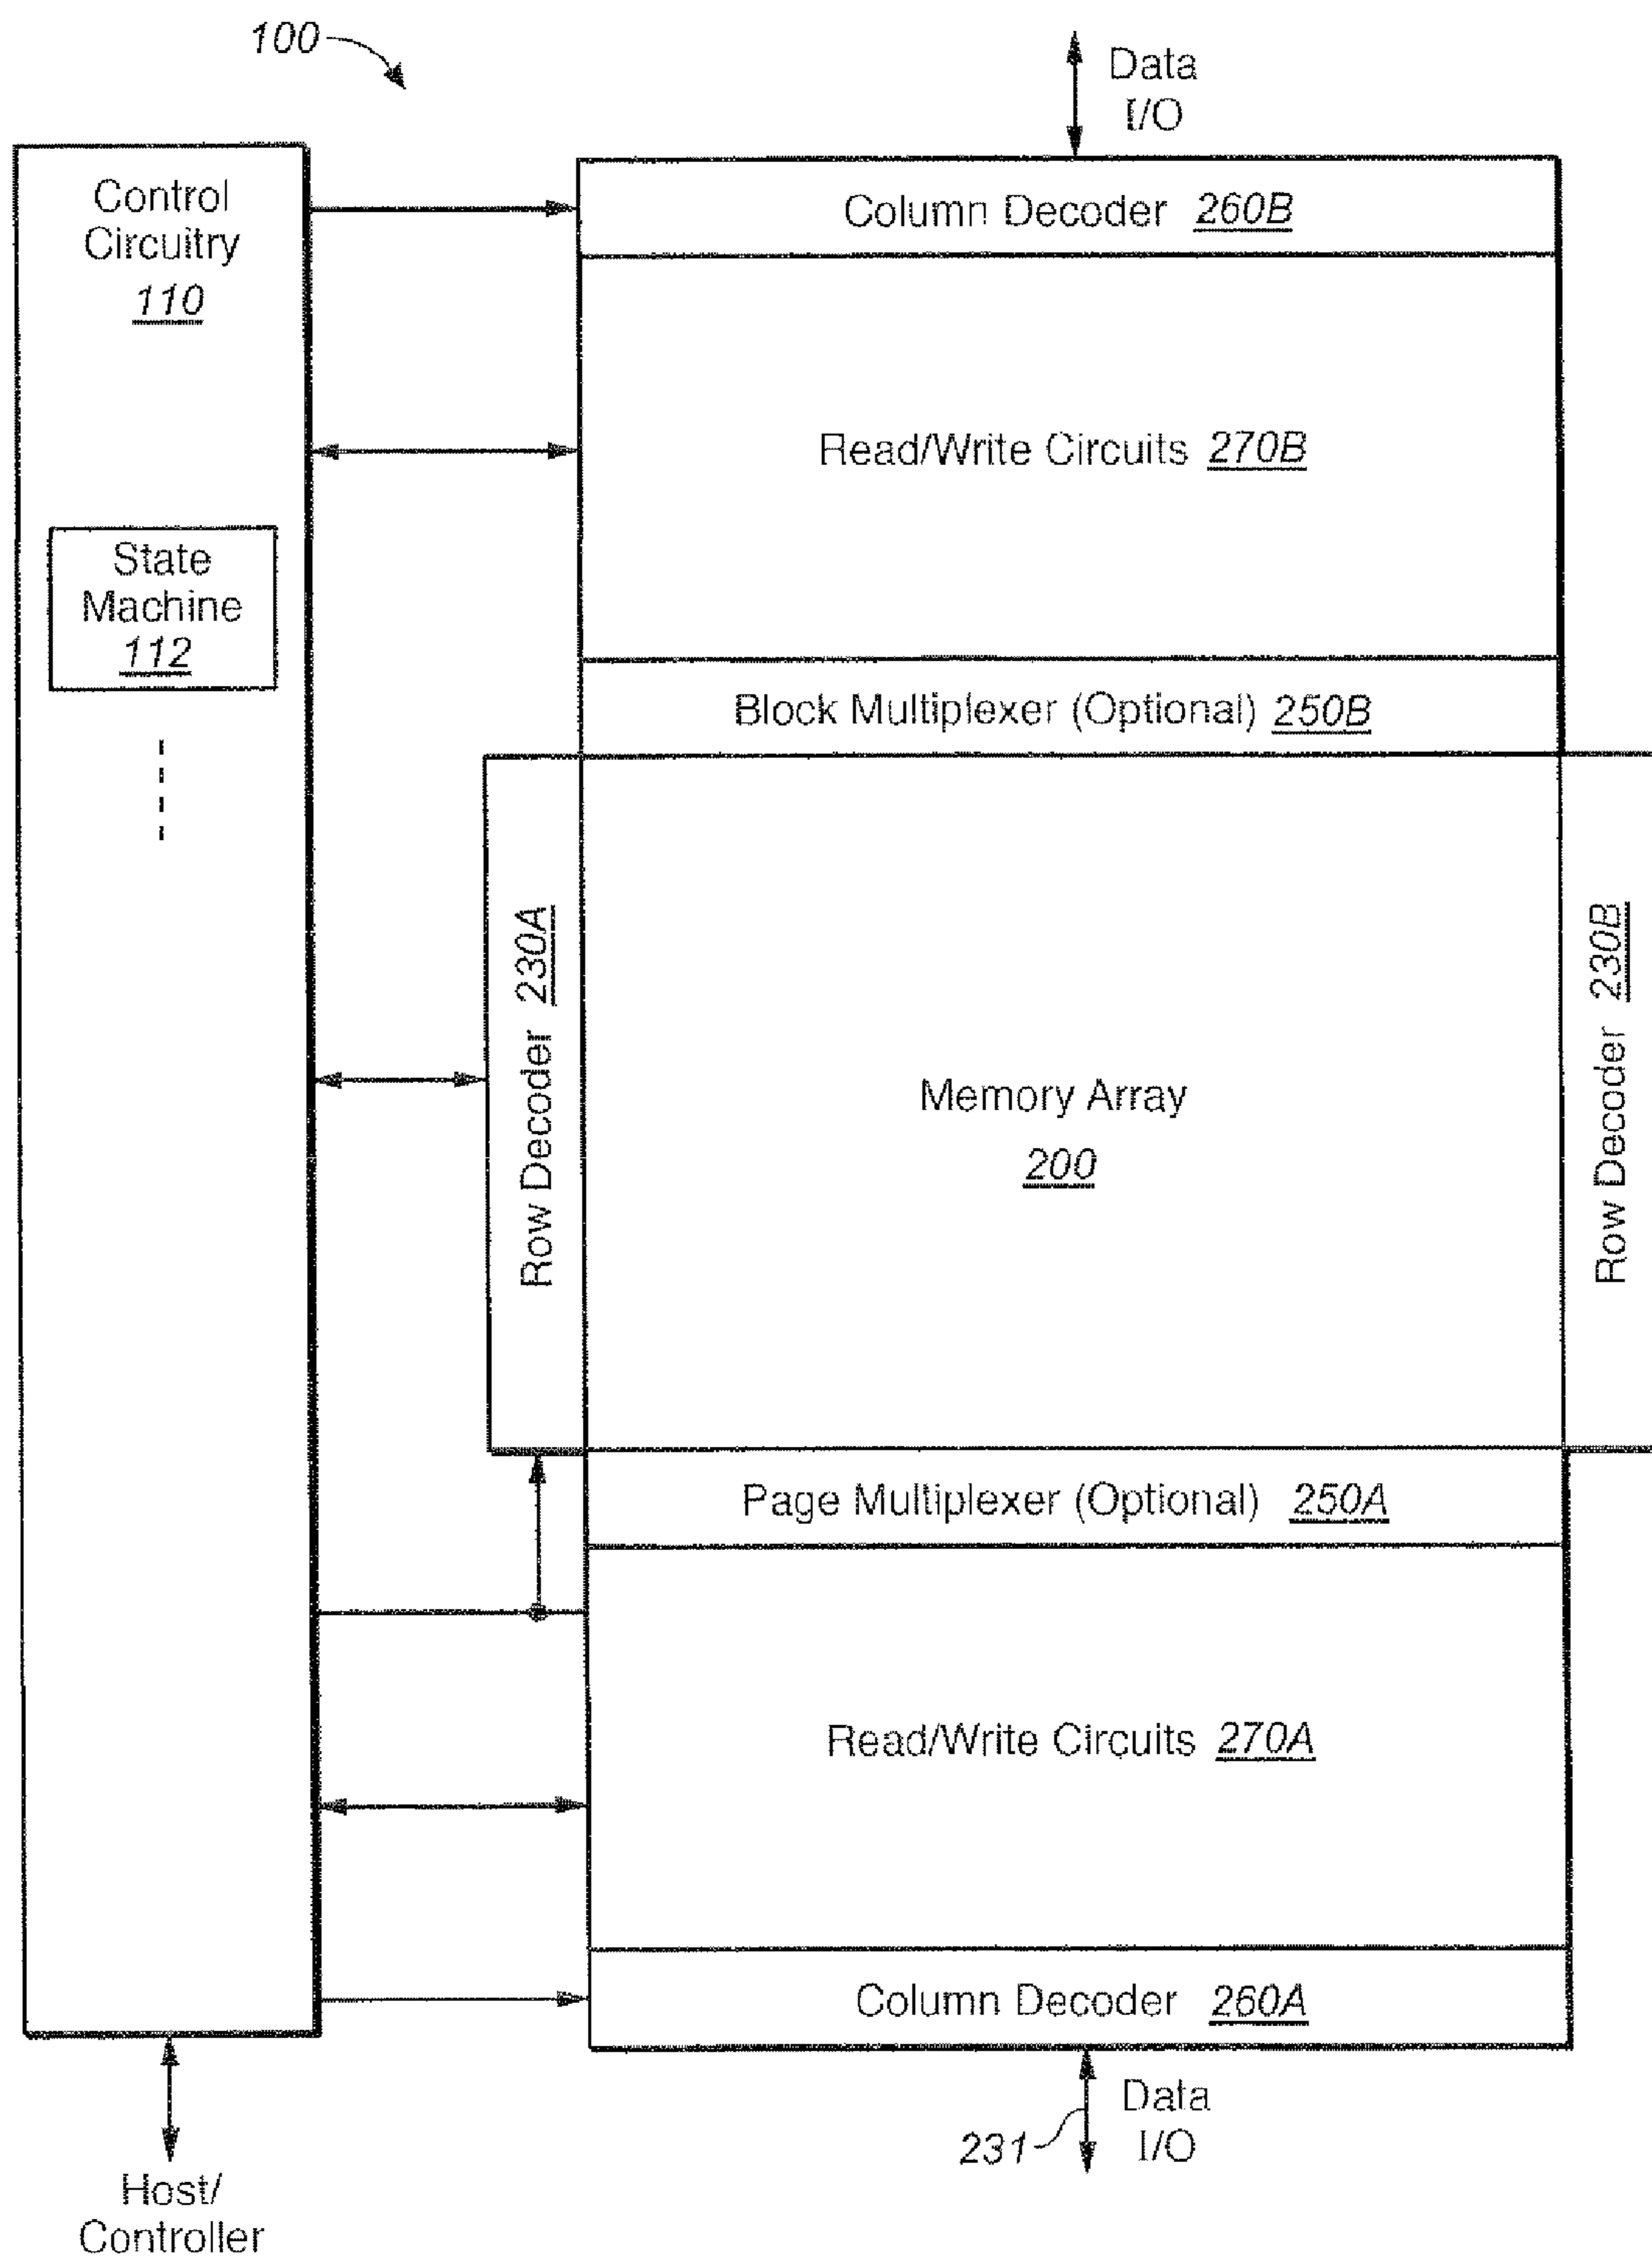 100
Data
I/O
Control
Circuitry
110
Column Decoder 260B
Read/Write Circuits 270B
State
Machine
112
Block Multiplexer (Optional) 250B
Row Decoder 230A
Memory Array
200
Row Decoder 230B
Page Multiplexer (Optional) 250A
Read/Write Circuits 270A
Column Decoder 260A
231
Data
I/O
Host/
Controller